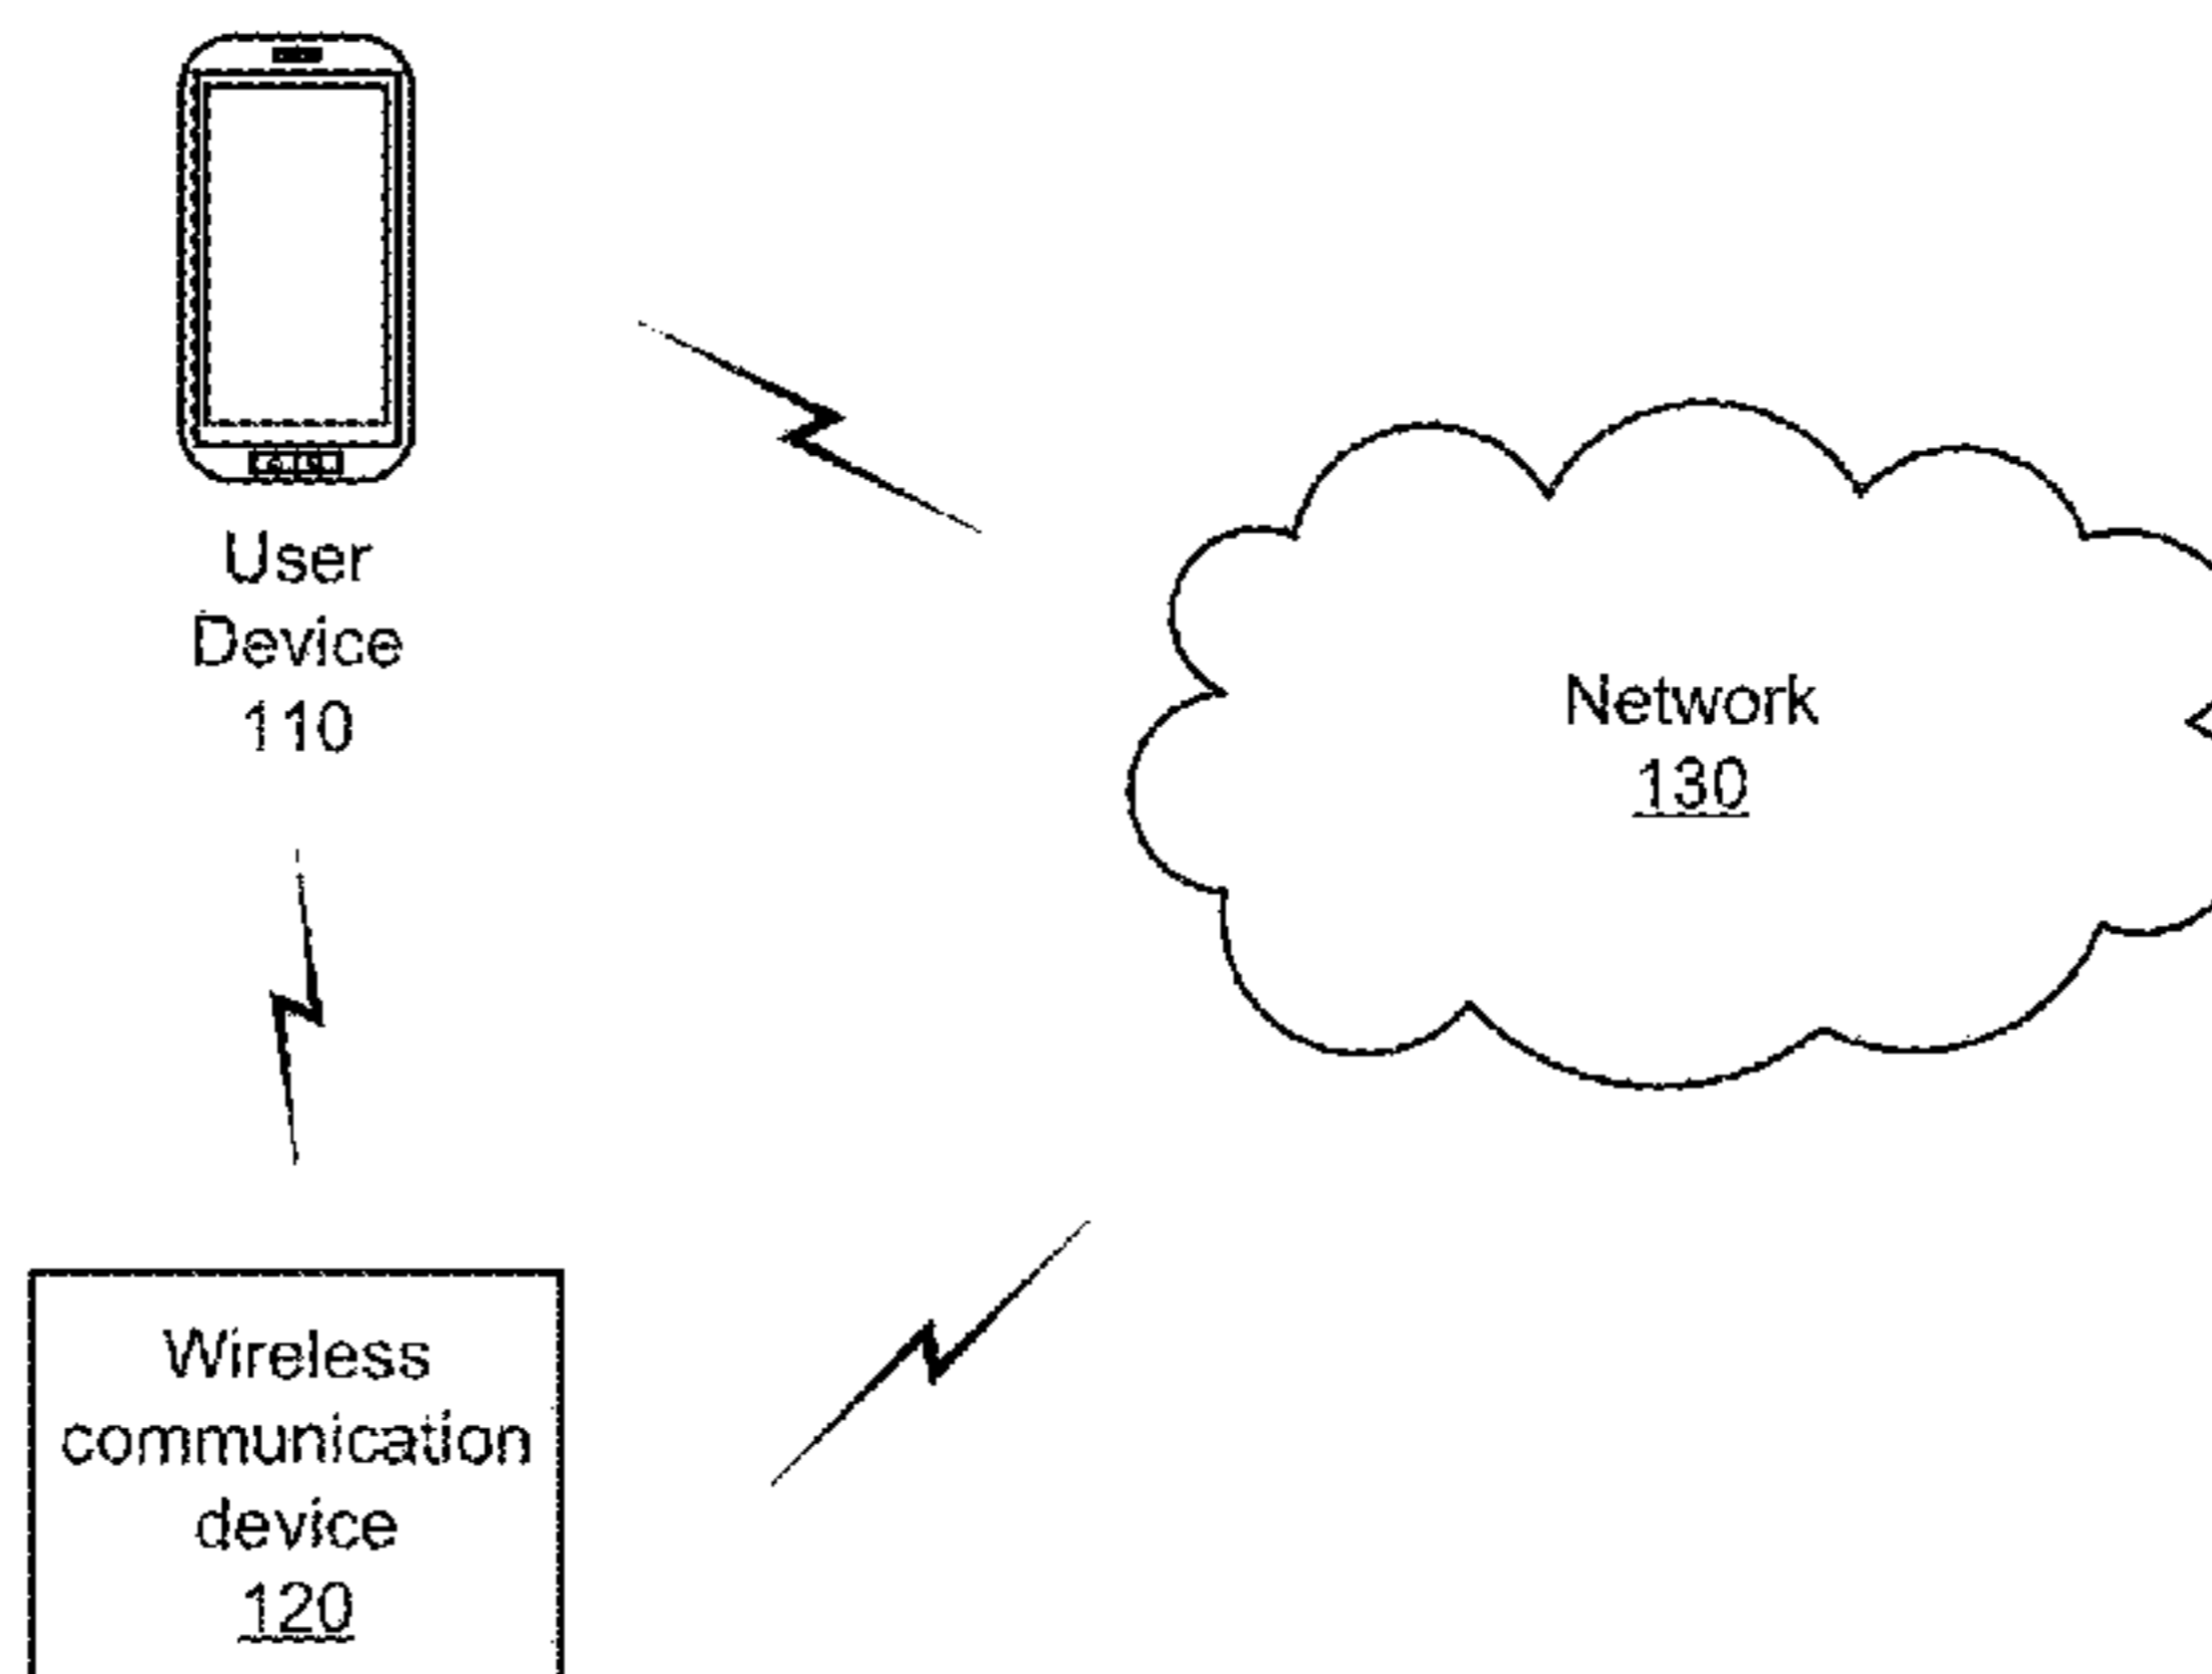 User
Device
110
Network
130
Wireless
communication
device
120